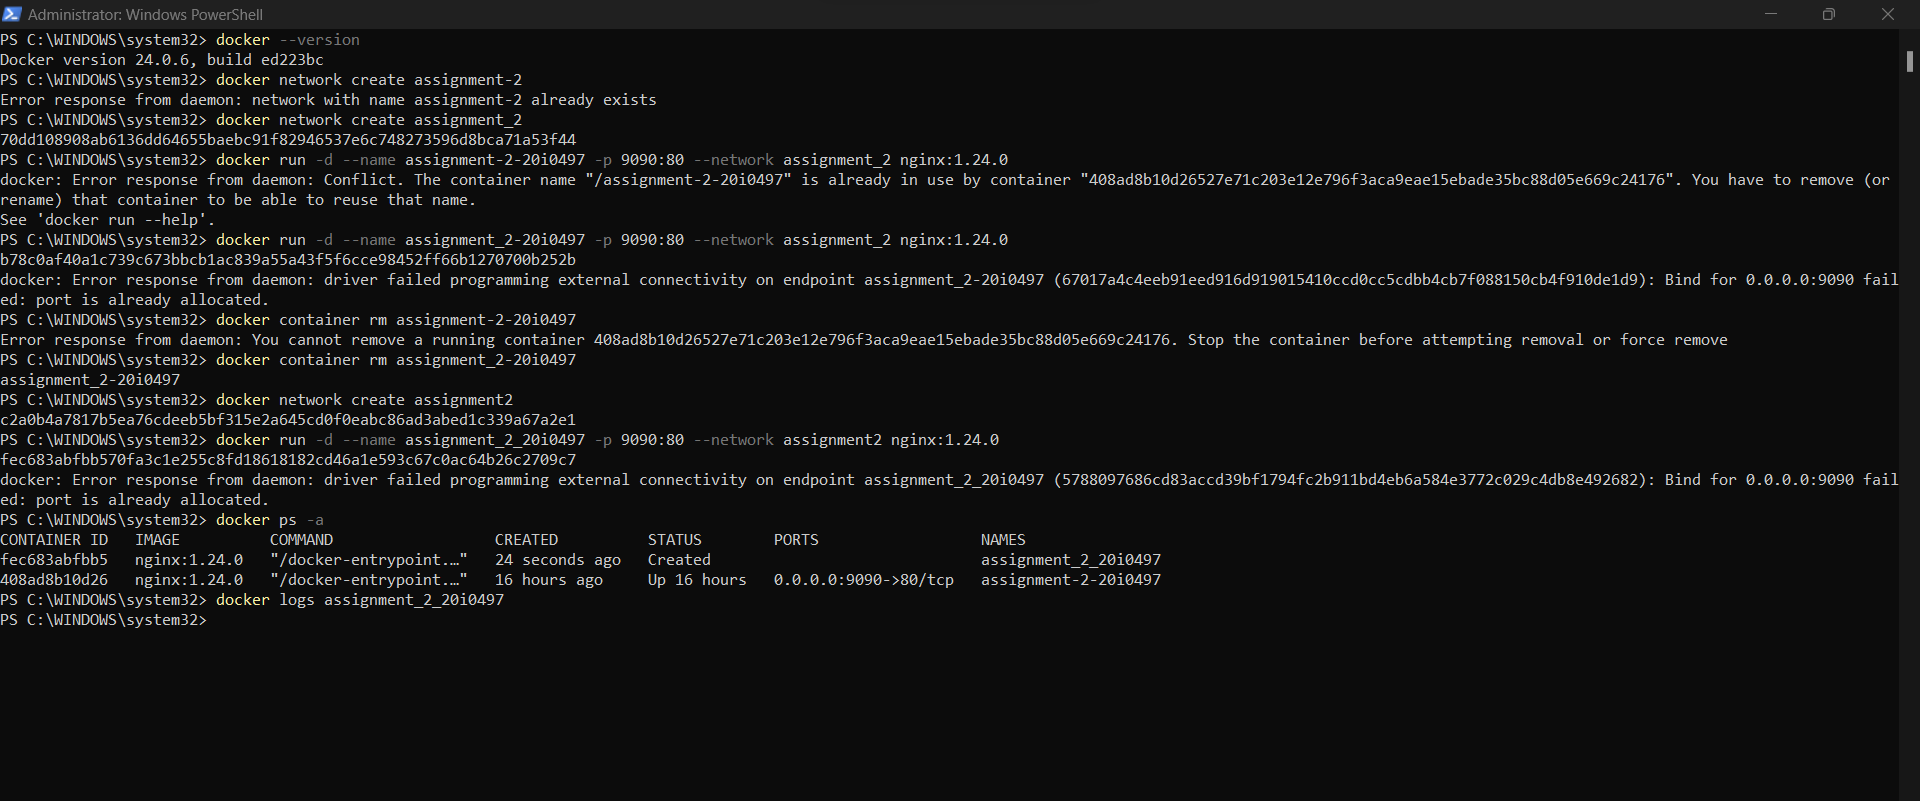 Administrator: Windows PowerShell
PS C:\WINDOWS\system32> docker --version
Docker version 24.0.6, build ed223bc
PS C:\WINDOWS\system32> docker network create assignment-2
Error response from daemon: network with name assignment-2 already exists
PS C:\WINDOWS\system32> docker network create assignment_2
70dd108908ab6136dd64655baebc91f82946537e6c748273596d8bca71a53f44
PS C:\WINDOWS\system32> docker run -d --name assignment-2-20i0497 -p 9090:80 --network assignment_2 nginx:1.24.0
docker: Error response from daemon: Conflict. The container name "/assignment-2-20i0497" is already in use by container "408ad8b10d26527e71c203e12e796f3aca9eae15ebade35bc88d05e669c24176". You have to remove (or
rename) that container to be able to reuse that name.
See 'docker run --help'.
PS C:\WINDOWS\system32> docker run -d --name assignment_2-20i0497 -p 9090:80 --network assignment_2 nginx:1.24.0
b78c0af40a1c739c673bbcb1ac839a55a43f5f6cce98452ff66b1270700b252b
docker: Error response from daemon: driver failed programming external connectivity on endpoint assignment_2-20i0497 (67017a4c4eeb91eed916d919015410ccd0cc5cdbb4cb7f088150cb4f910de1d9): Bind for 0.0.0.0:9090 fail
ed: port is already allocated.
PS C:\WINDOWS\system32> docker container rm assignment-2-20i0497
Error response from daemon: You cannot remove a running container 408ad8b10d26527e71c203e12e796f3aca9eae15ebade35bc88d05e669c24176. Stop the container before attempting removal or force remove
PS C:\WINDOWS\system32> docker container rm assignment_2-20i0497
assignment_2-20i0497
PS C:\WINDOWS\system32> docker network create assignment2
c2a0b4a7817b5ea76cdeeb5bf315e2a645cd0f0eabc86ad3abed1c339a67a2e1
PS C:\WINDOWS\system32> docker run -d --name assignment_2_20i0497 -p 9090:80 --network assignment2 nginx:1.24.0
fec683abfbb570fa3c1e255c8fd18618182cd46a1e593c67c0ac64b26c2709c7
docker: Error response from daemon: driver failed programming external connectivity on endpoint assignment_2_20i0497 (5788097686cd83accd39bf1794fc2b911bd4eb6a584e3772c029c4db8e492682): Bind for 0.0.0.0:9090 fail
ed: port is already allocated.
PS C:\WINDOWS\system32> docker ps -a
CONTAINER ID   IMAGE          COMMAND                  CREATED          STATUS        PORTS                  NAMES
fec683abfbb5   nginx:1.24.0   "/docker-entrypoint.…"   24 seconds ago   Created                              assignment_2_20i0497
408ad8b10d26   nginx:1.24.0   "/docker-entrypoint.…"   16 hours ago     Up 16 hours   0.0.0.0:9090->80/tcp   assignment-2-20i0497
PS C:\WINDOWS\system32> docker logs assignment_2_20i0497
PS C:\WINDOWS\system32>